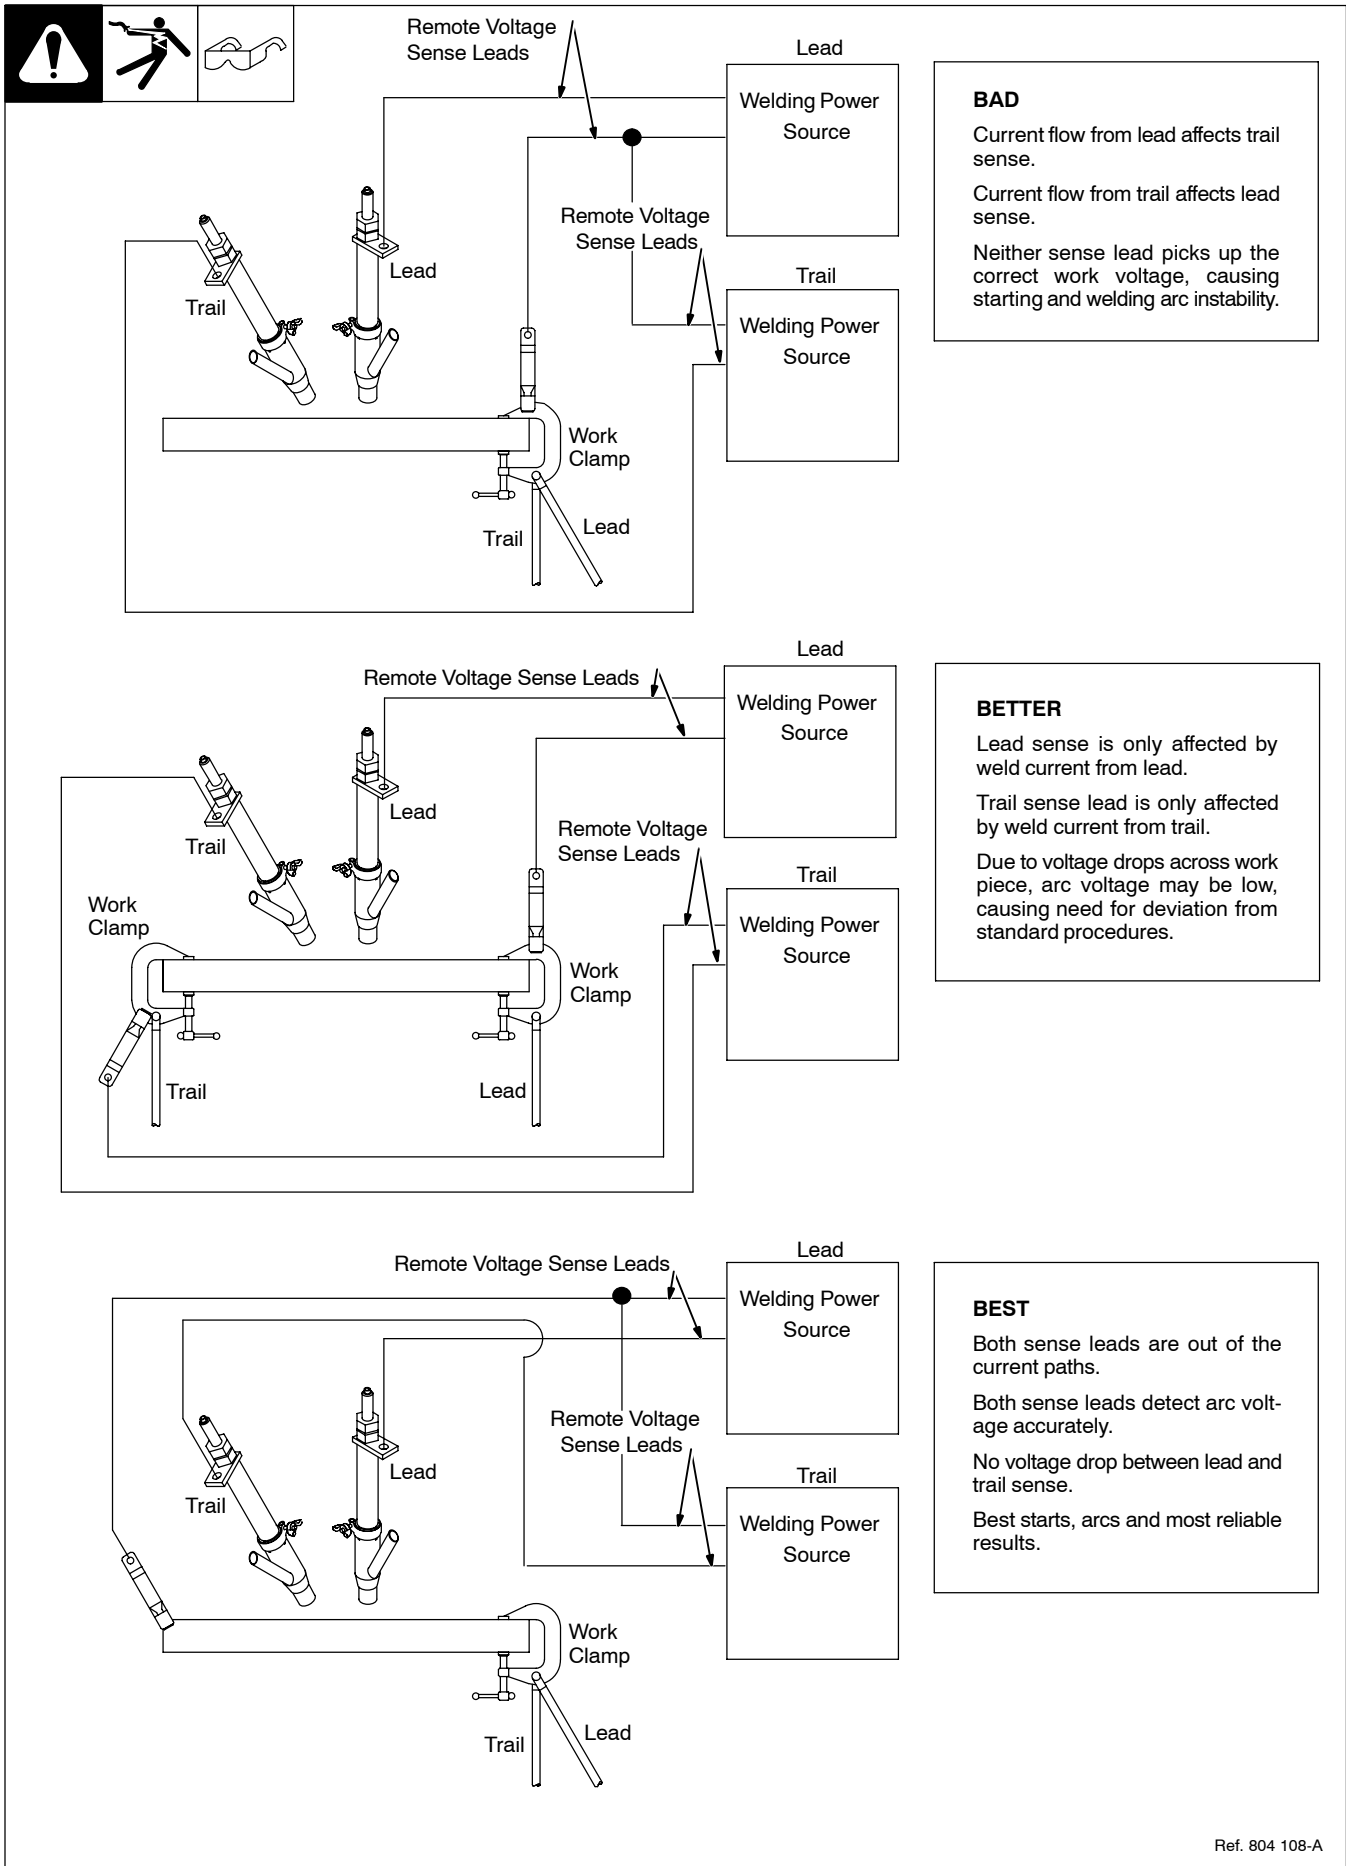 Remote Voltage
Sense Leads
Lead
Welding Power
Source
BAD
Current flow from lead affects trail
sense.
Current flow from trail affects lead
sense.
Neither sense lead picks up the
correct work voltage, causing
starting and welding arc instability.
Remote Voltage
Sense Leads
Lead
Trail
Trail
Welding Power
Source
Work
Clamp
Lead
Trail
Lead
Remote Voltage Sense Leads
Welding Power
Source
BETTER
Lead sense is only affected by
weld current from lead.
Trail sense lead is only affected
by weld current from trail.
Due to voltage drops across work
piece, arc voltage may be low,
causing need for deviation from
standard procedures.
Lead
Trail
Remote Voltage
Sense Leads
Trail
Welding Power
Source
Work
Clamp
Work
Clamp
Trail
Lead
Lead
Remote Voltage Sense Leads
Welding Power
Source
BEST
Both sense leads are out of the
current paths.
Both sense leads detect arc volt-
age accurately.
No voltage drop between lead and
trail sense.
Best starts, arcs and most reliable
results.
Remote Voltage
Sense Leads
Lead
Trail
Trail
Welding Power
Source
Work
Clamp
Lead
Trail
Ref. 804 108-A